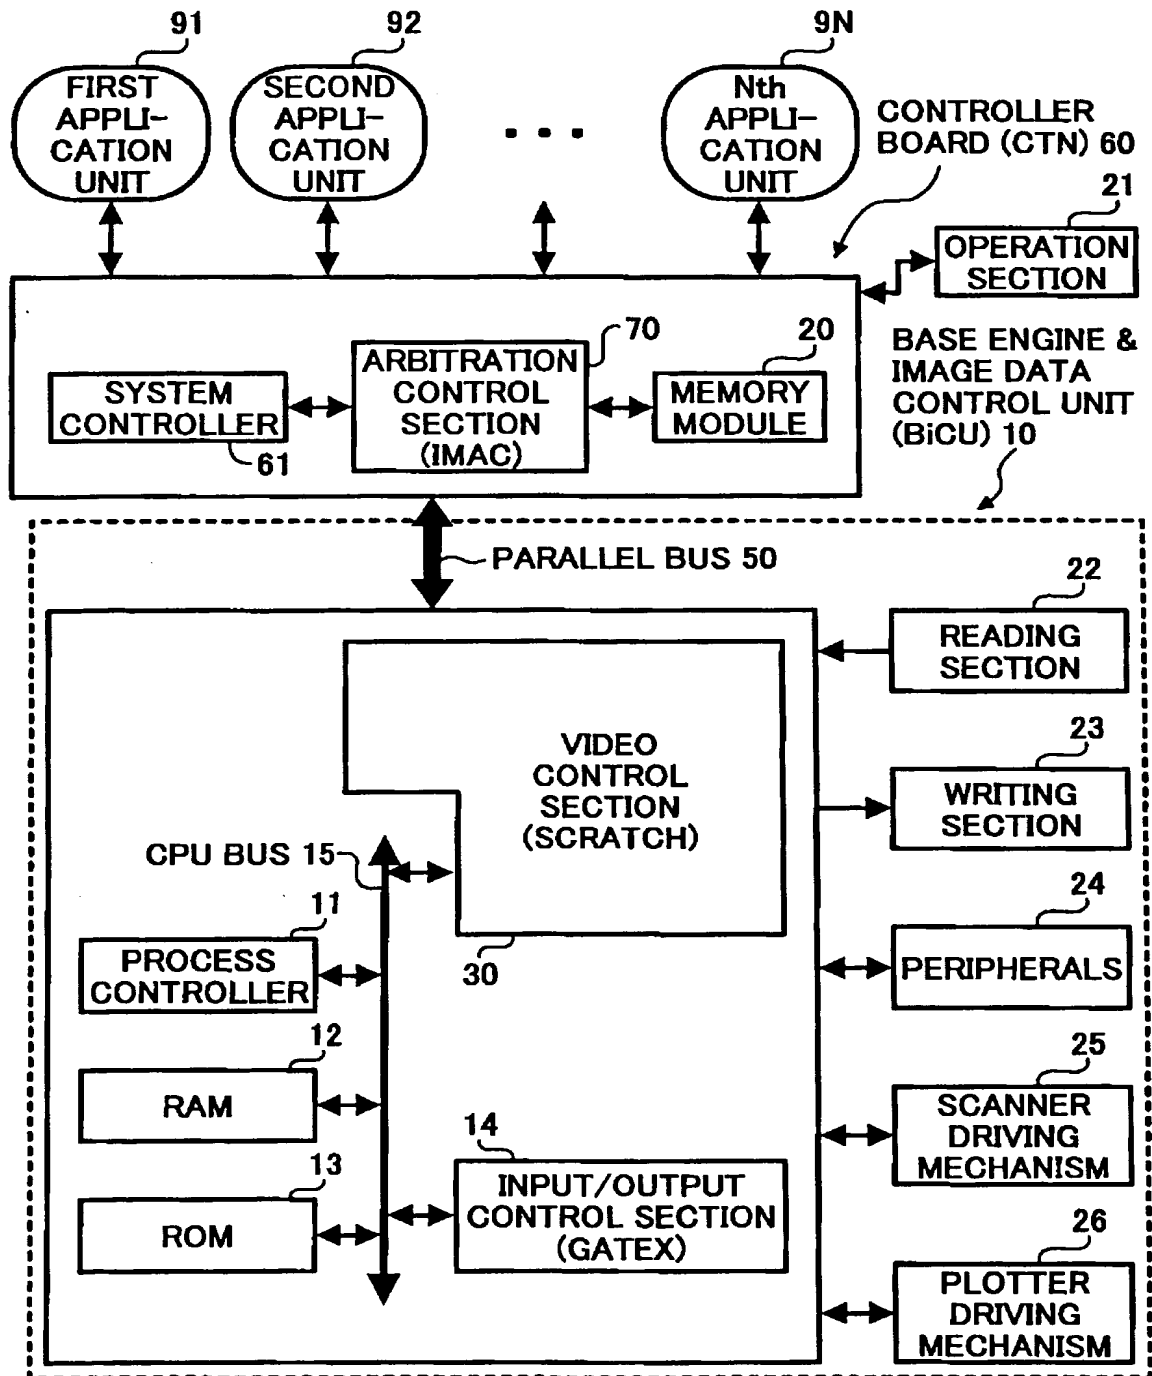 91
92
9N
FIRST
APPLI-
CATION
UNIT
SECOND
APPLI-
CATION
UNIT
Nth
APPLI-
CATION
UNIT
CONTROLLER
BOARD (CTN) 60
21
OPERATION
SECTION
70
20
ARBITRATION
CONTROL
SECTION
(IMAC)
SYSTEM
CONTROLLER
61
MEMORY
MODULE
BASE ENGINE &
IMAGE DATA
CONTROL UNIT
(BiCU) 10
PARALLEL BUS 50
22
READING
SECTION
VIDEO
CONTROL
SECTION
(SCRATCH)
30
23
WRITING
SECTION
CPU BUS 15
11
PROCESS
CONTROLLER
24
PERIPHERALS
12
RAM
25
SCANNER
DRIVING
MECHANISM
13
ROM
14
INPUT/OUTPUT
CONTROL SECTION
(GATEX)
26
PLOTTER
DRIVING
MECHANISM